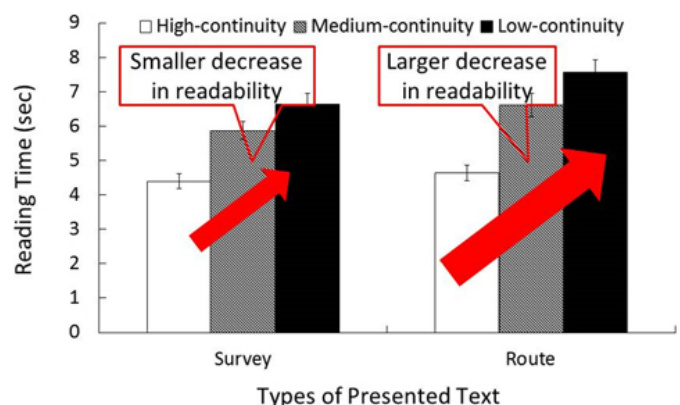 9
High-continuity Medium-continuity Low-continuity
8
Smaller decrease
in readability
Larger decrease
in readability
7
6
5
4
3
2
1
0
Reading Time (sec)
Survey Route
Types of Presented Text